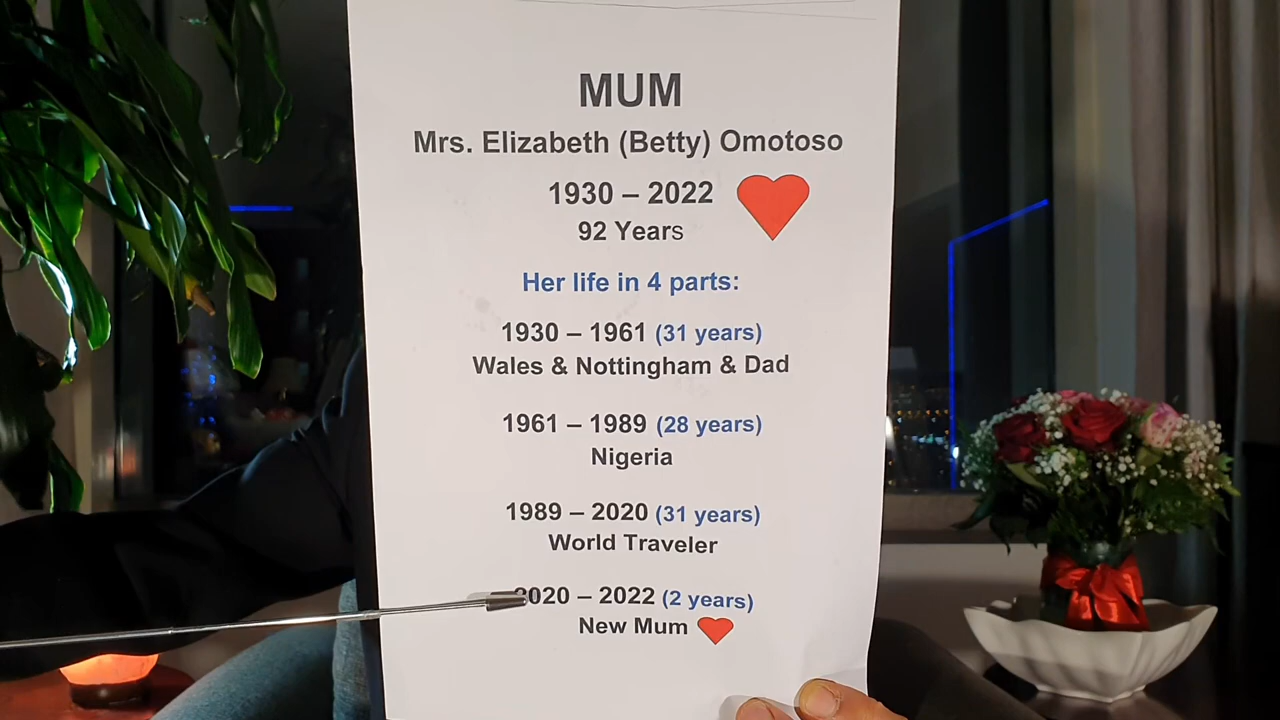 MUM
Mrs. Elizabeth (Betty) Omotoso
1930 – 2022
92 Years
Her life in 4 parts:
1930 – 1961 (31 years)
Wales & Nottingham & Dad
1961 – 1989 (28 years)
Nigeria
1989 – 2020 (31 years)
World Traveler
2020 – 2022 (2 years)
New Mum